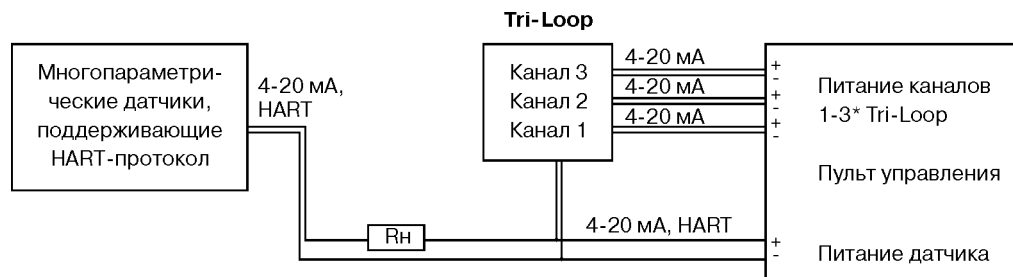 Tri-Loop
Многопараметри-
ческие датчики,
поддерживающие
HART-протокол
4-20 мА,
HART
Канал 3
Канал 2
Канал 1
4-20 мА
4-20 мА
4-20 мА
+
-
+
-
+
-
Питание каналов
1-3* Tri-Loop
Пульт управления
Rн
4-20 мА, HART
+
-
Питание датчика